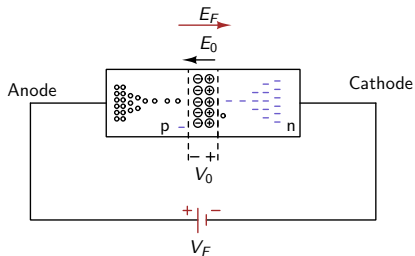 E_F
E_0
Anode
Cathode
p
n
− +
V_0
+ −
V_F